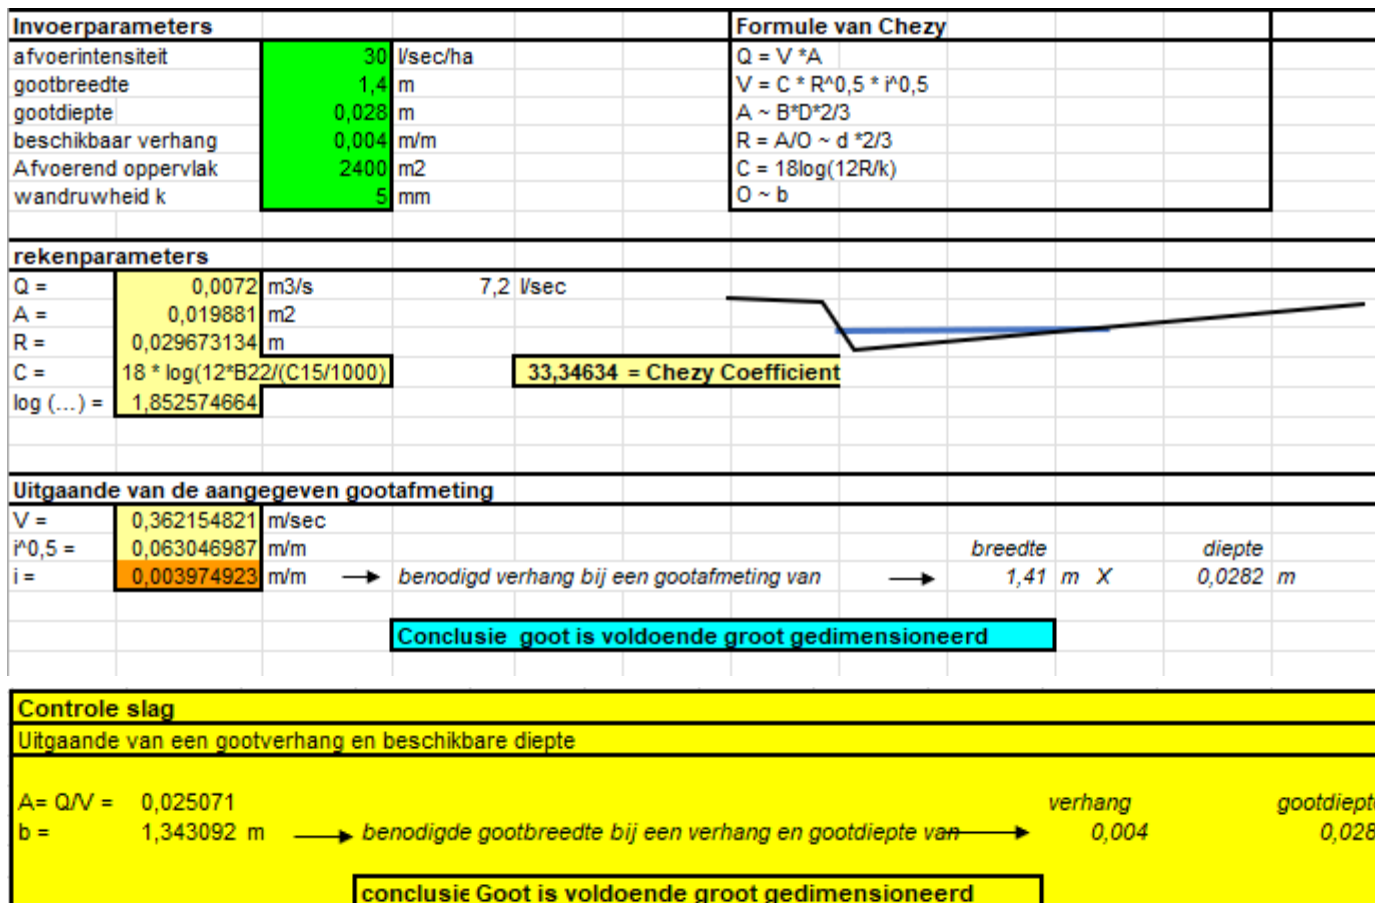 Invoerparameters Formule van Chezy
afvoerintensiteit 30 l/sec/ha Q = V *A
gootbreedte 1,4 m V = C * R^0,5 * i^0,5
gootdiepte 0,028 m A ~ B*D*2/3
beschikbaar verhang 0,004 m/m R = A/O ~ d *2/3
Afvoerend oppervlak 2400 m2 C = 18log(12R/k)
wandruwheid k 5 mm O ~ b
rekenparameters
Q = 0,0072 m3/s 7,2 l/sec
A = 0,019881 m2
R = 0,029673134 m
C = 18 * log(12*B22/(C15/1000) 33,34634 = Chezy Coefficient
log (...) = 1,852574664
Uitgaande van de aangegeven gootafmeting
V = 0,362154821 m/sec
i^0,5 = 0,063046987 m/m breedte diepte
i = 0,003974923 m/m benodigd verhang bij een gootafmeting van 1,41 m X 0,0282 m
Conclusie goot is voldoende groot gedimensioneerd
Controle slag
Uitgaande van een gootverhang en beschikbare diepte
A= Q/V = 0,025071 verhang gootdiepte
b = 1,343092 m benodigde gootbreedte bij een verhang en gootdiepte van 0,004 0,028
conclusie Goot is voldoende groot gedimensioneerd